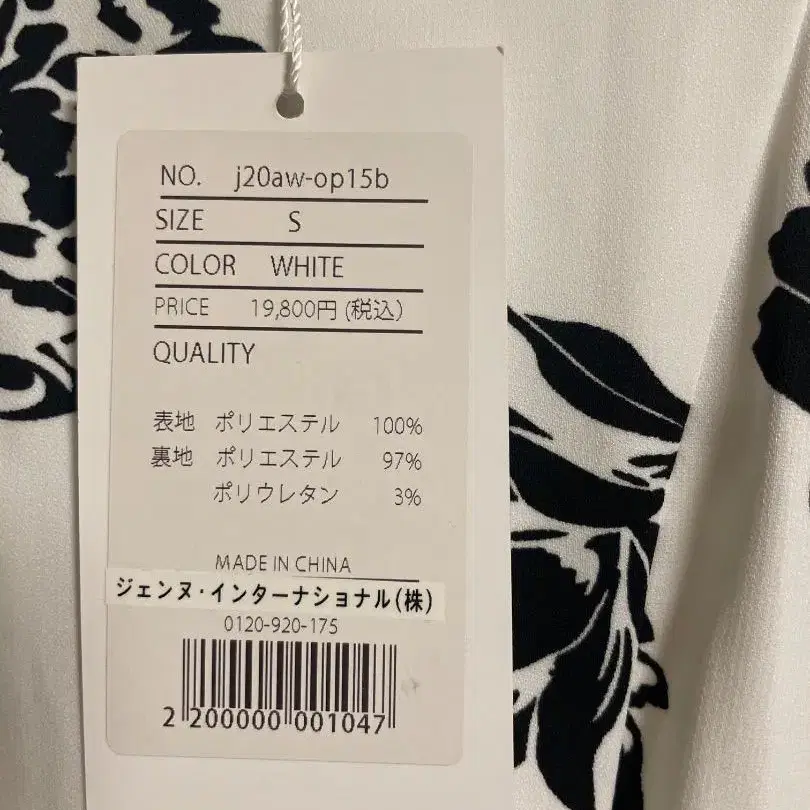 NO. j20aw-op15b
SIZE S
COLOR WHITE
PRICE 19,800円(税込)
QUALITY
表地 ポリエステル 100%
裏地 ポリエステル 97%
ポリウレタン 3%
MADE IN CHINA
ジェンヌ・インターナショナル(株)
0120-920-175
2 200000 001047